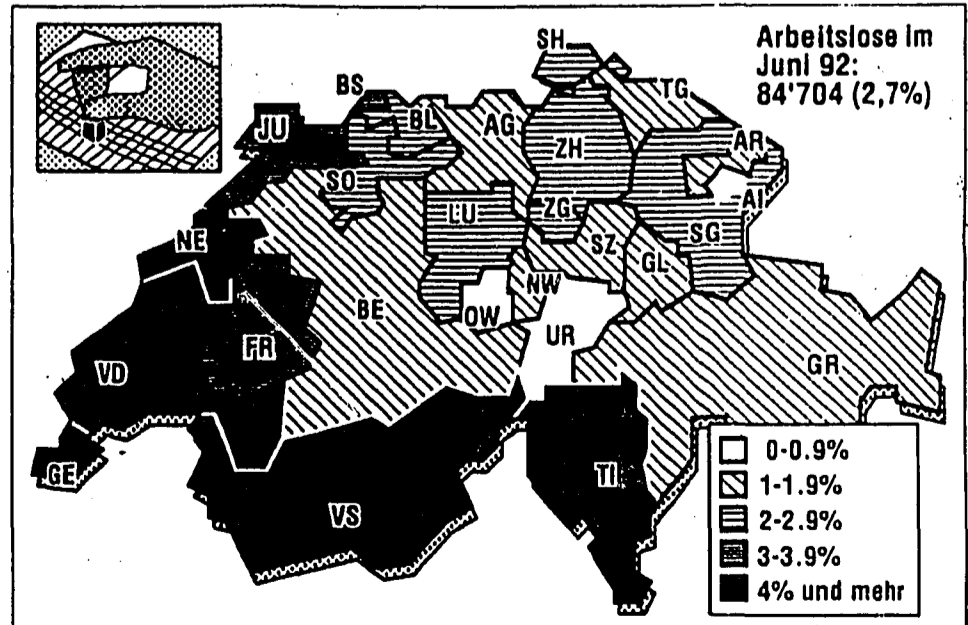 Arbeitslose im
Juni 92:
84'704 (2,7%)
SH
BS
TG
JU
BL
AG
ZH
AR
SO
AI
LU
ZG
SG
NE
SZ
GL
NW
BE
OW
UR
FR
VD
GR
GE
TI
VS
0-0.9%
1-1.9%
2-2.9%
3-3.9%
4% und mehr